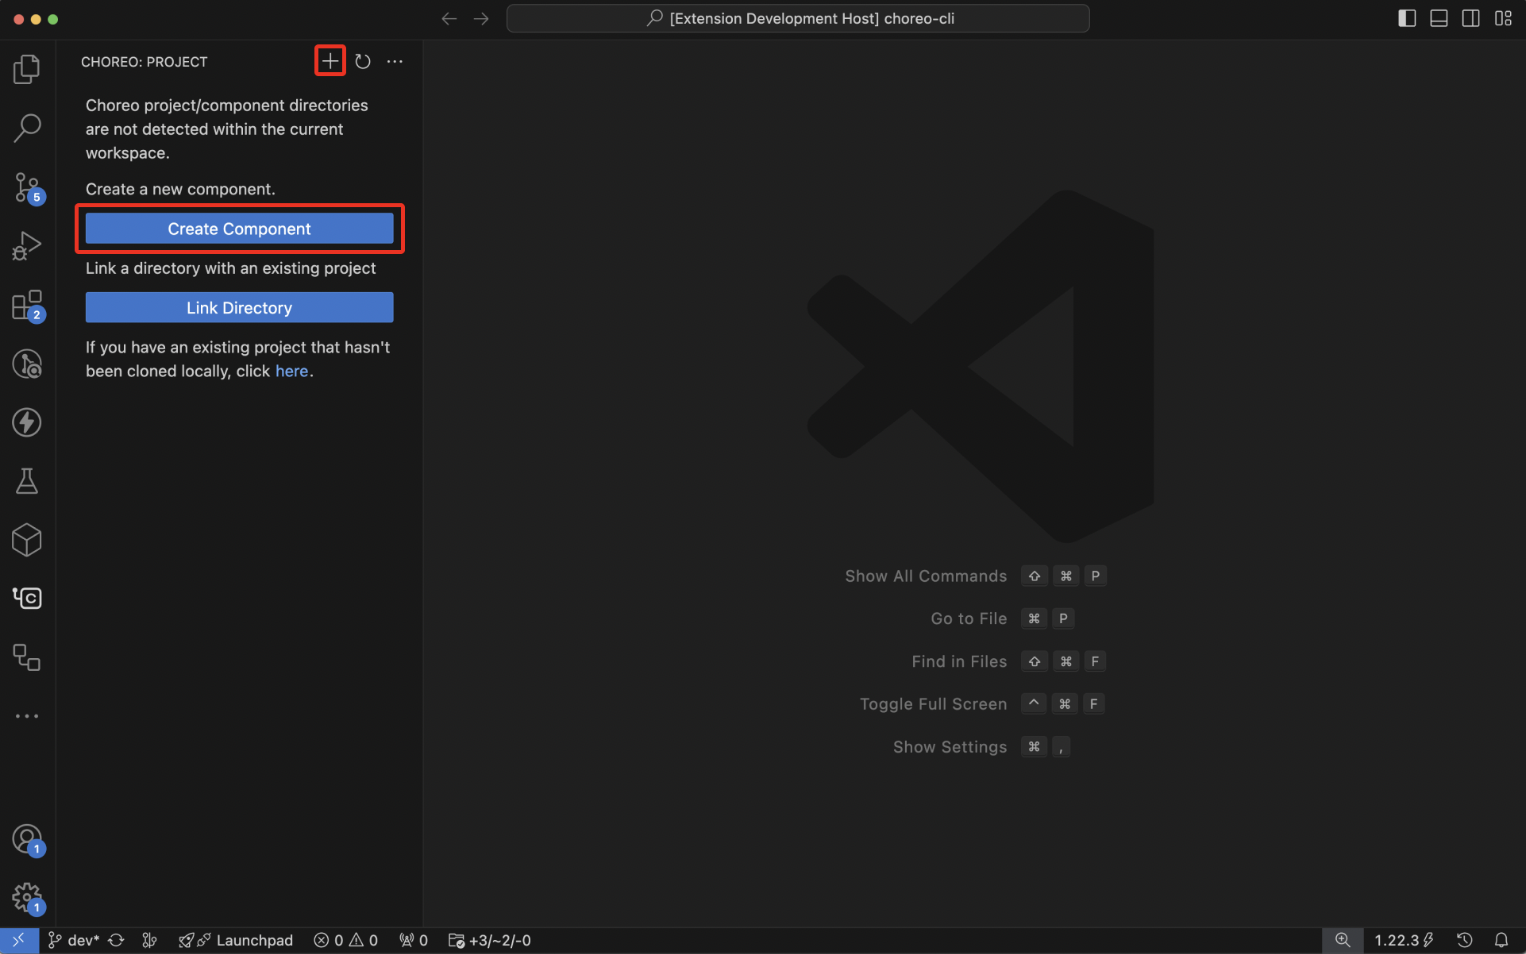 [Extension Development Host] choreo-cli
CHOREO: PROJECT
Choreo project/component directories
are not detected within the current
workspace.
Create a new component.
Create Component
Link a directory with an existing project
Link Directory
If you have an existing project that hasn't
been cloned locally, click here.
5
2
C
1
1
Show All Commands ⇧ ⌘ P
Go to File ⌘ P
Find in Files ⇧ ⌘ F
Toggle Full Screen ^ ⌘ F
Show Settings ⌘ ,
dev* Launchpad 0 0 0 +3/~2/-0 1.22.3